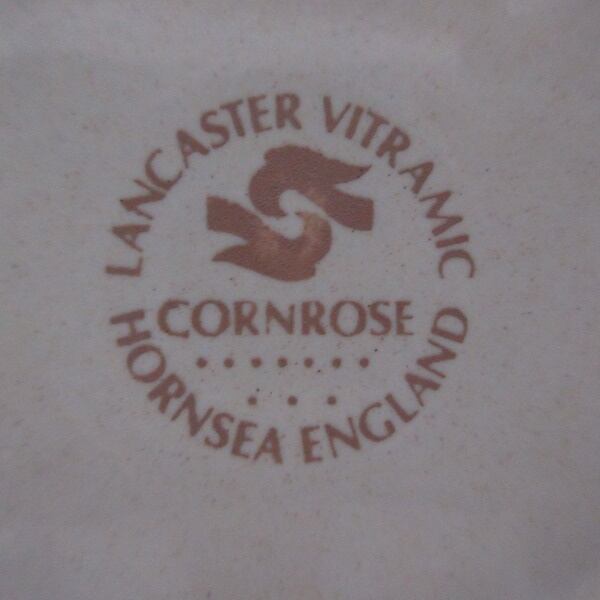 LANCASTER VITRAMIC
CORNROSE
HORNSEA ENGLAND